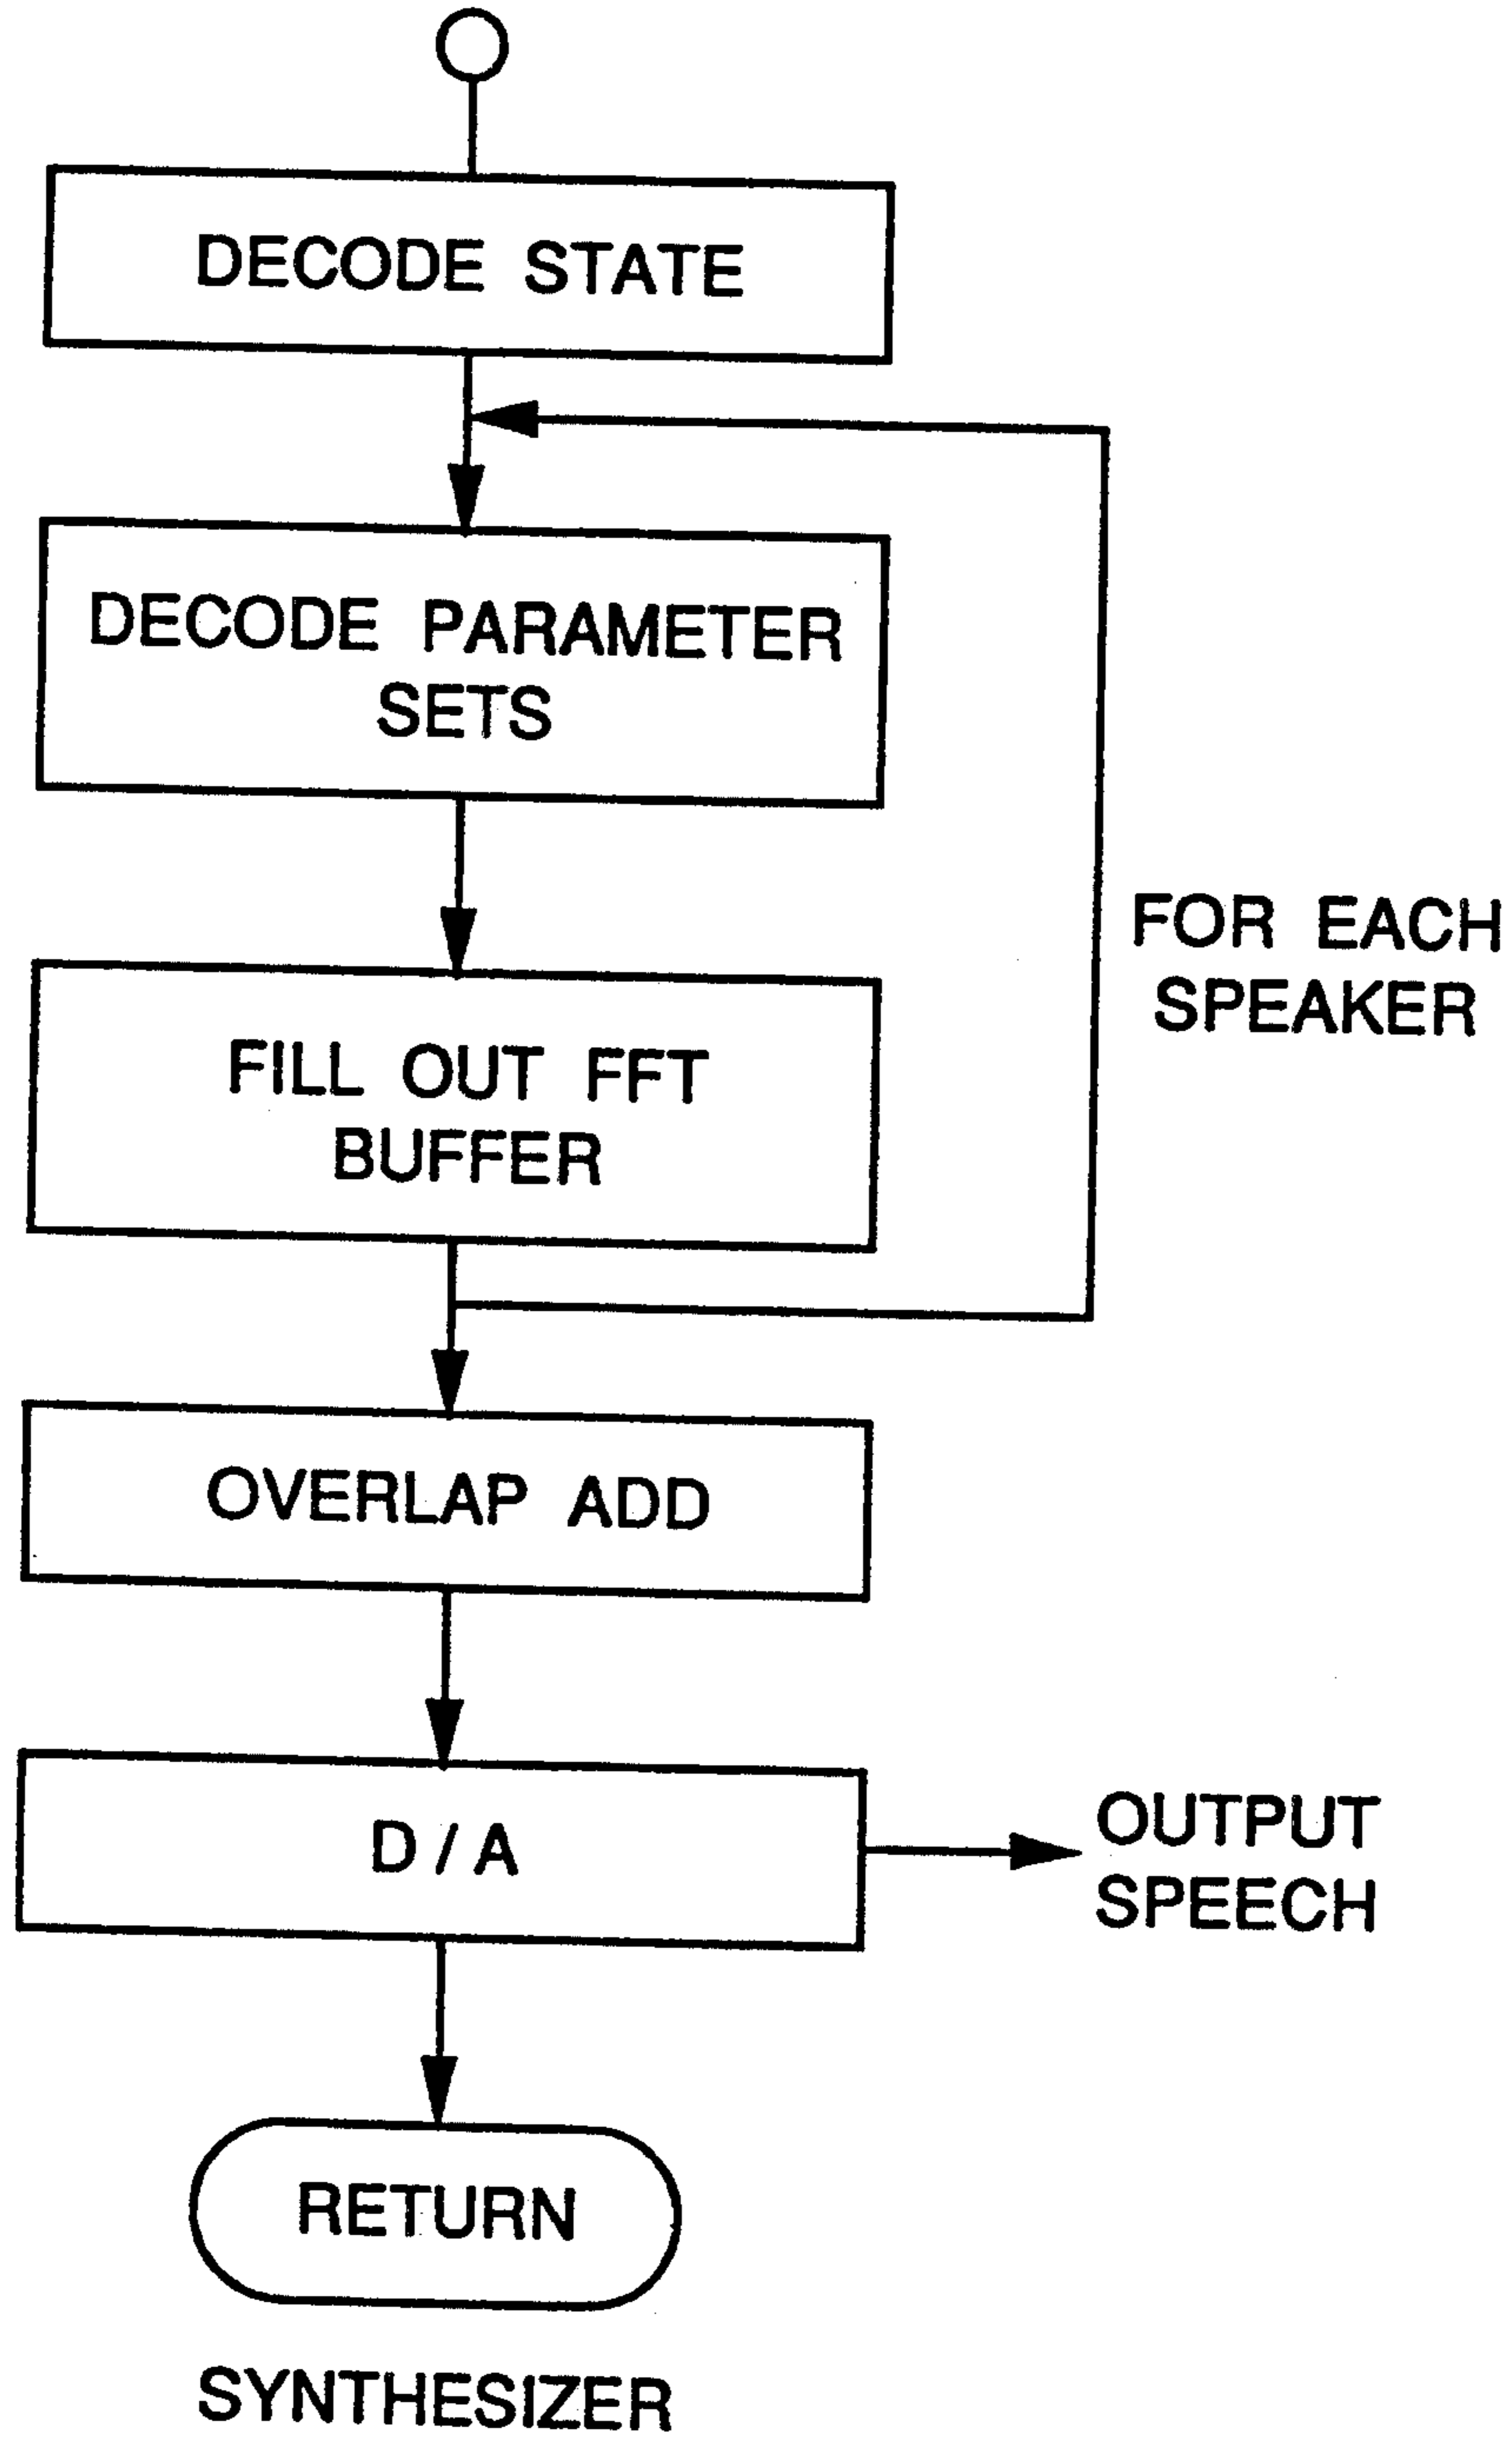 DECODE STATE
DECODE PARAMETER
SETS
FOR EACH
SPEAKER
FILL OUT FFT
BUFFER
OVERLAP ADD
D / A
OUTPUT
SPEECH
RETURN
SYNTHESIZER